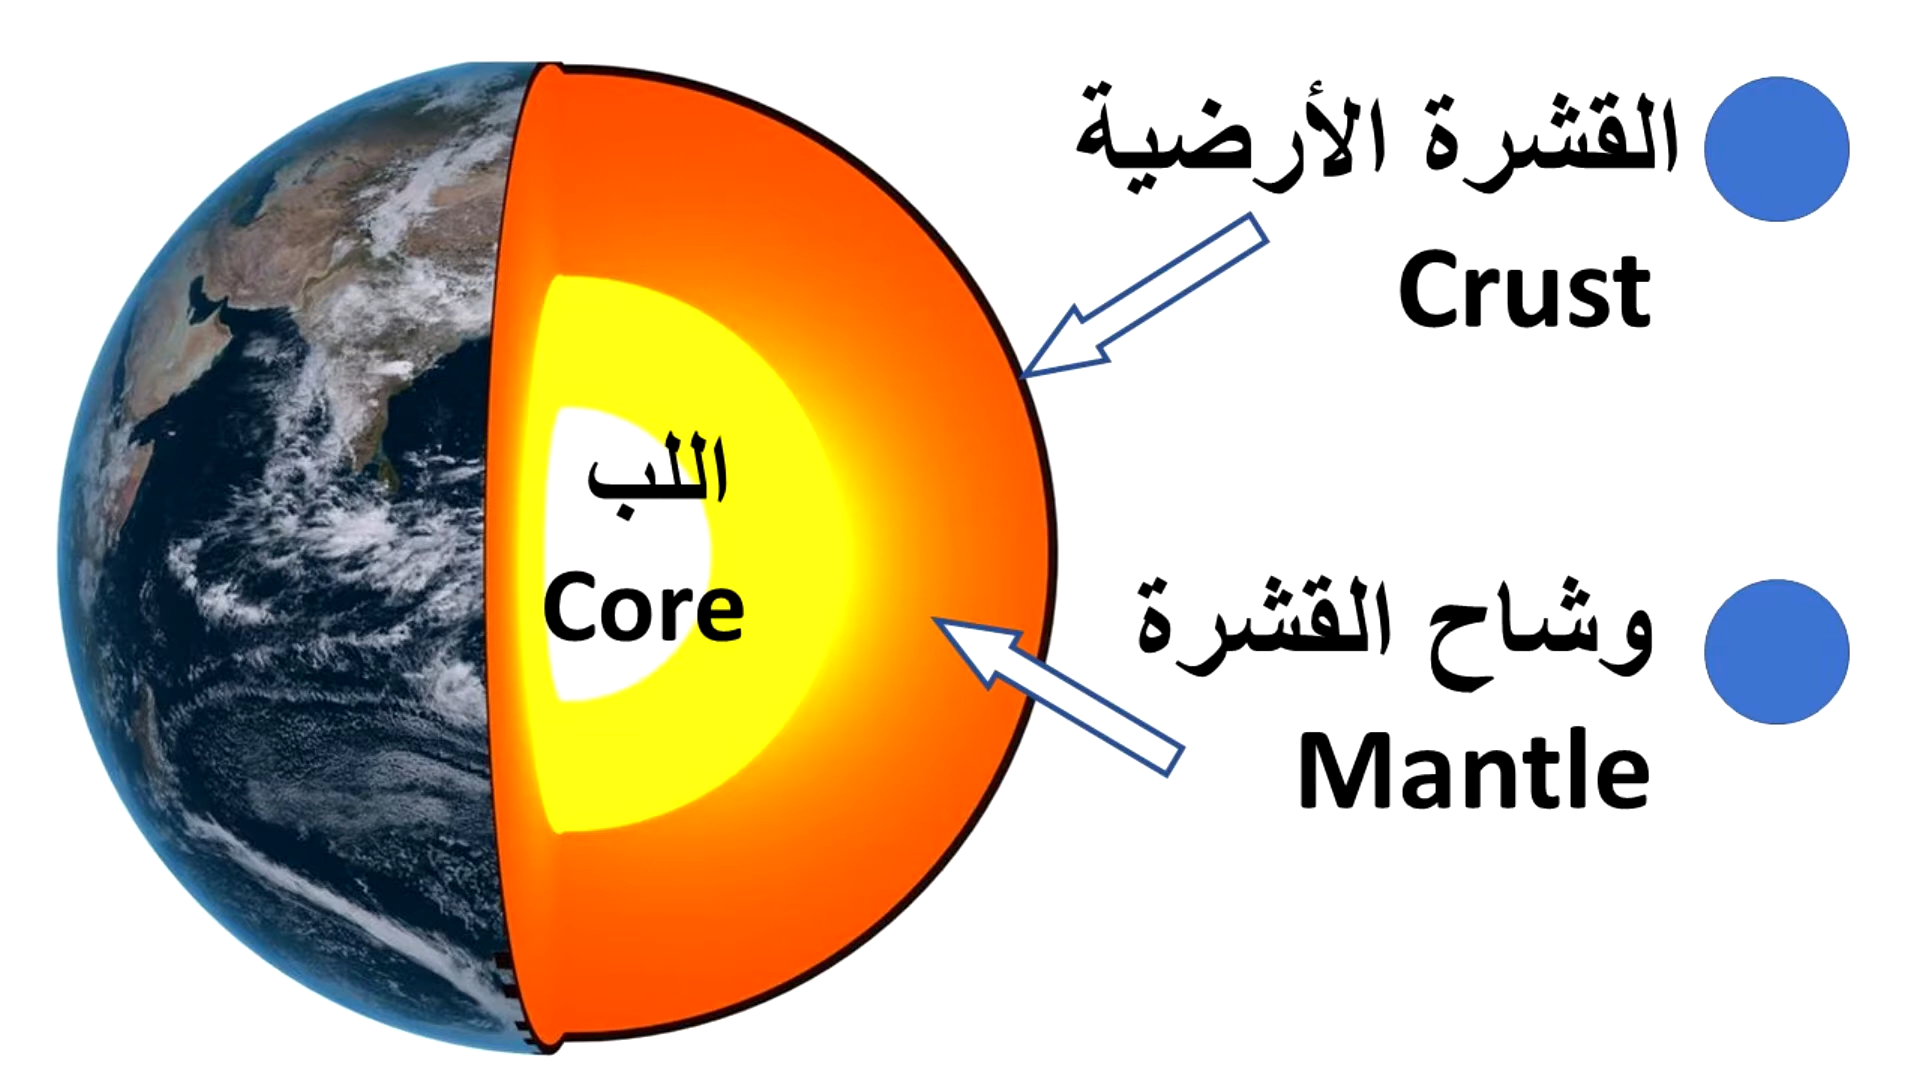 القشرة الأرضية
Crust
اللب
Core
وشاح القشرة
Mantle